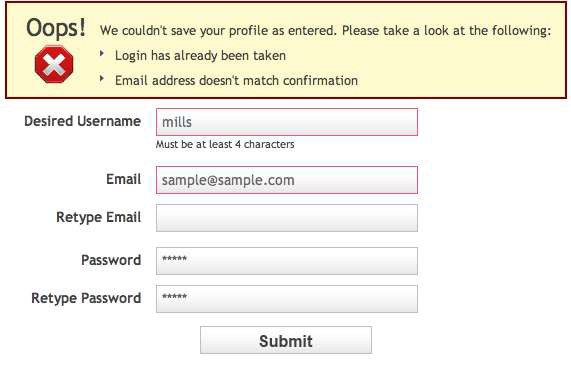 Oops!
We couldn't save your profile as entered. Please take a look at the following:
Login has already been taken
Email address doesn't match confirmation
Desired Username
mills
Must be at least 4 characters
Email
sample@sample.com
Retype Email
Password
*****
Retype Password
*****
Submit